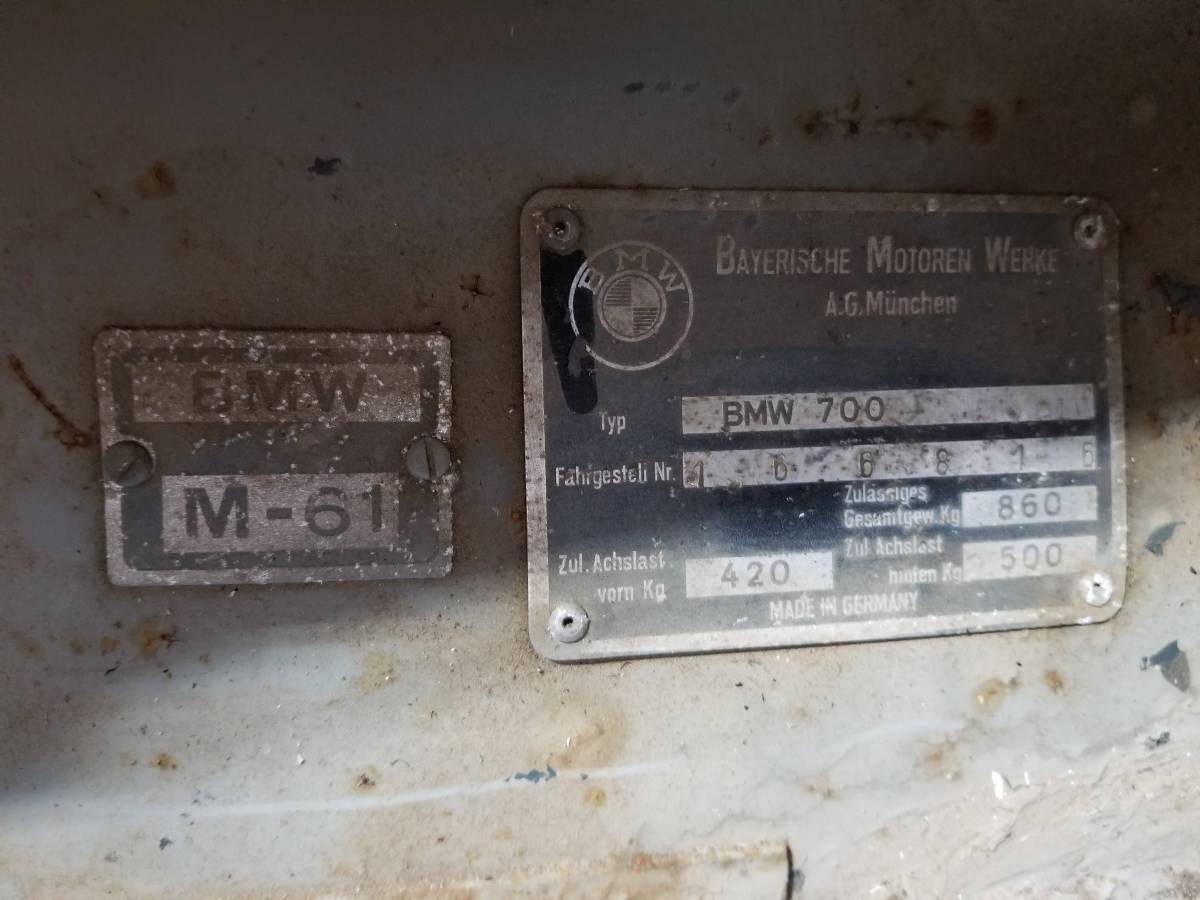 BMW
M-61
BMW
BAYERISCHE MOTOREN WERKE
A.G. München
Typ BMW 700
Fahrgestell Nr.
Zulässiges
Gesamtgew. Kg 860
Zul. Achslast vorn Kg 420
Zul. Achslast hinten Kg 500
MADE IN GERMANY